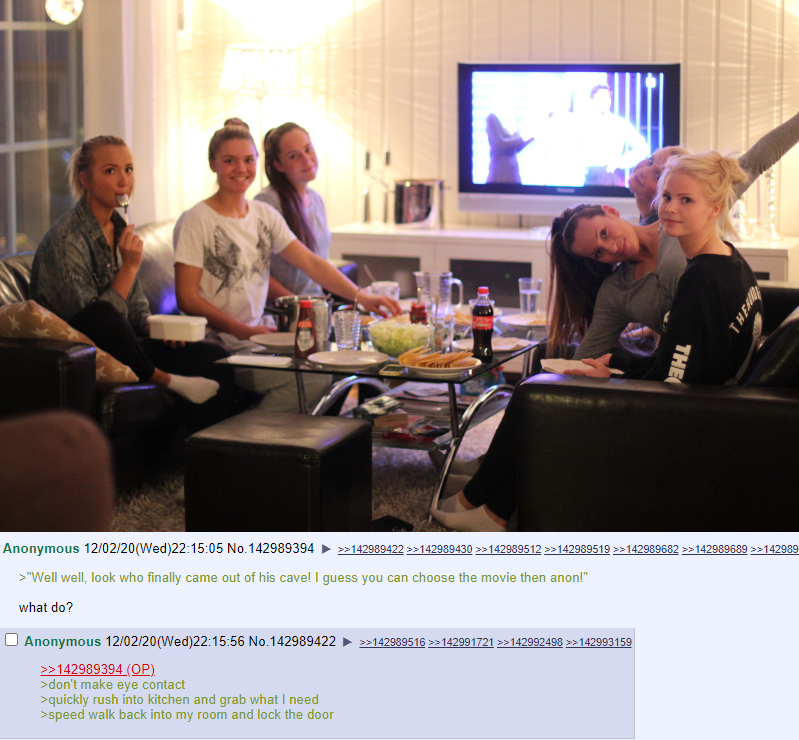 THE
THE
Anonymous 12/02/20(Wed)22:15:05 No.142989394 ▶ >>142989422 >>142989430 >>142989512 >>142989519 >>142989682 >>142989689 >>142989
>"Well well, look who finally came out of his cave! I guess you can choose the movie then anon!"
what do?
Anonymous 12/02/20(Wed)22:15:56 No.142989422 ▶ >>142989516 >>142991721 >>142992498 >>142993159
>>142989394 (OP)
>don't make eye contact
>quickly rush into kitchen and grab what I need
>speed walk back into my room and lock the door